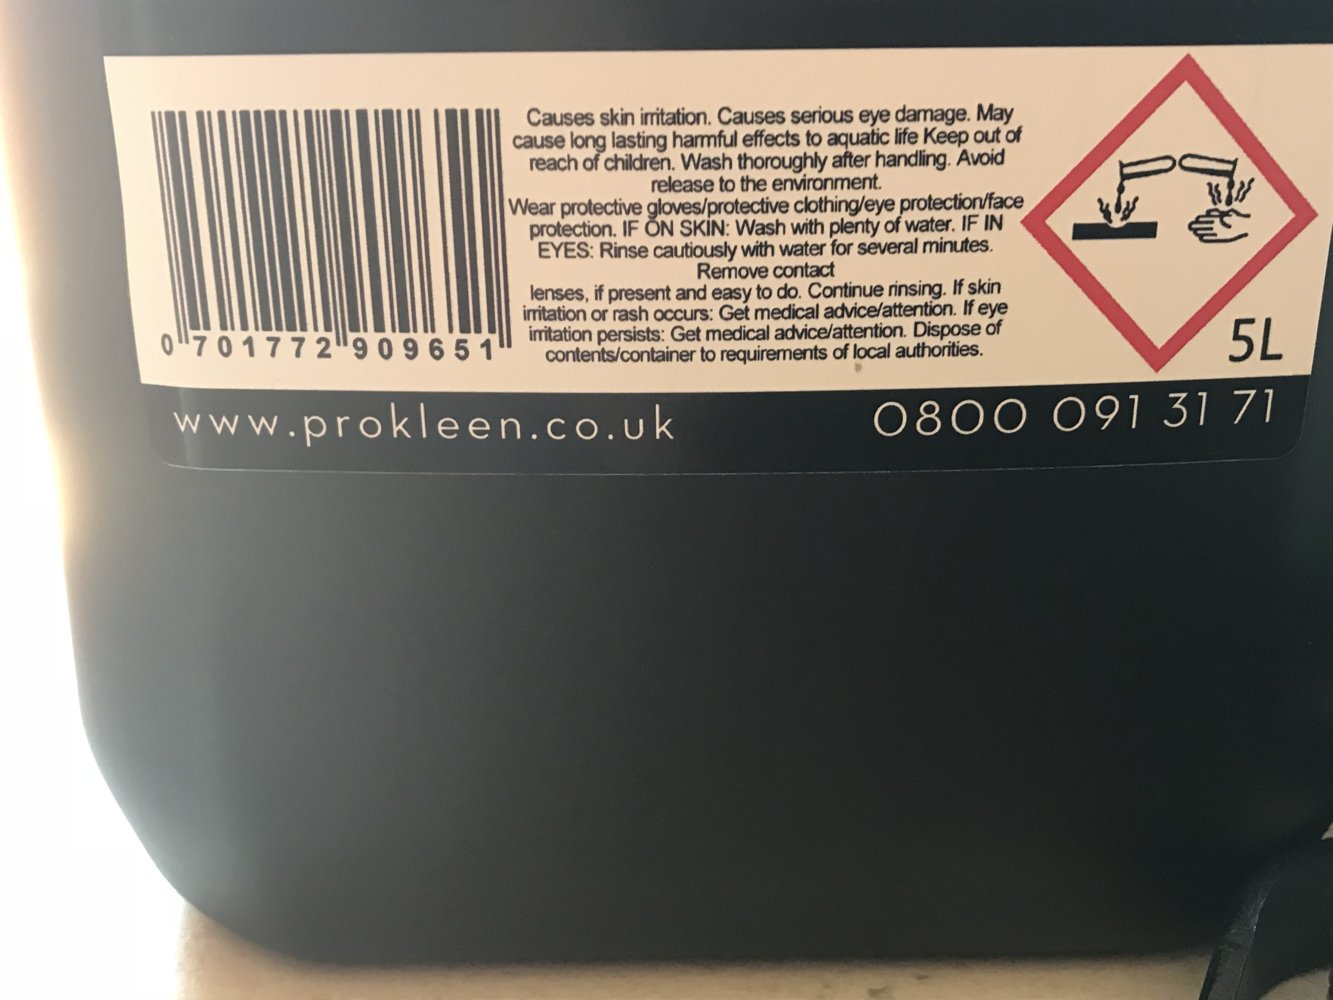 Causes skin irritation. Causes serious eye damage. May
cause long lasting harmful effects to aquatic life Keep out of
reach of children. Wash thoroughly after handling. Avoid
release to the environment.
Wear protective gloves/protective clothing/eye protection/face
protection. IF ON SKIN: Wash with plenty of water. IF IN
EYES: Rinse cautiously with water for several minutes.
Remove contact
lenses, if present and easy to do. Continue rinsing. If skin
irritation or rash occurs: Get medical advice/attention. If eye
irritation persists: Get medical advice/attention. Dispose of
contents/container to requirements of local authorities.
0 701772 909651
5L
www.prokleen.co.uk
0800 091 31 71